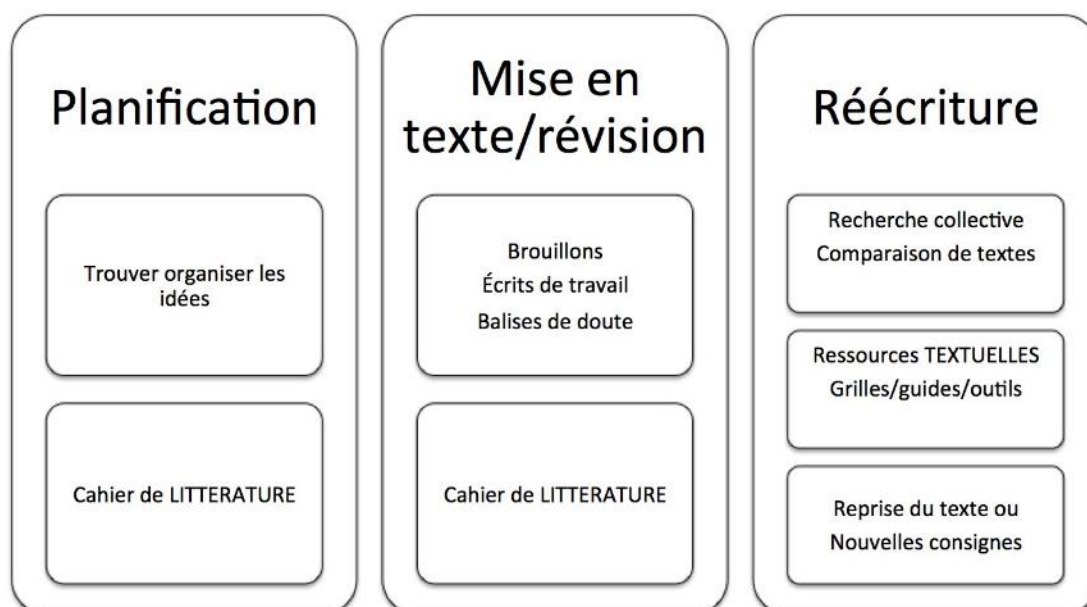 Planification
Trouver organiser les
idées
Cahier de LITTERATURE
Mise en
texte/révision
Brouillons
Écrits de travail
Balises de doute
Cahier de LITTERATURE
Réécriture
Recherche collective
Comparaison de textes
Ressources TEXTUELLES
Grilles/guides/outils
Reprise du texte ou
Nouvelles consignes